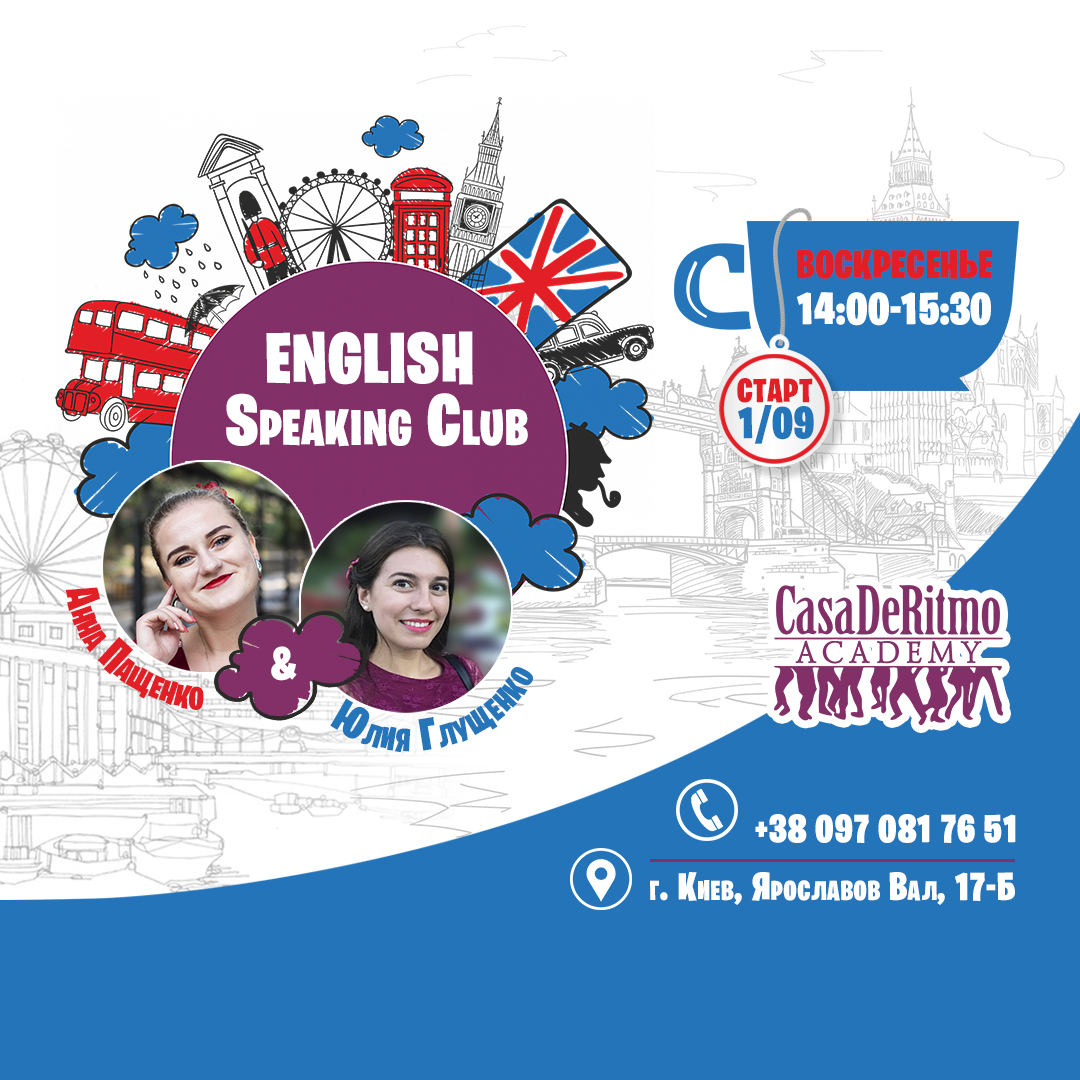 ENGLISH
SPEAKING CLUB
ВОСКРЕСЕНЬЕ
14:00-15:30
СТАРТ
1/09
АННА ПАЩЕНКО
&
ЮЛИЯ ГЛУЩЕНКО
CasaDeRitmo
ACADEMY
+38 097 081 76 51
г. Киев, Ярославов Вал, 17-Б